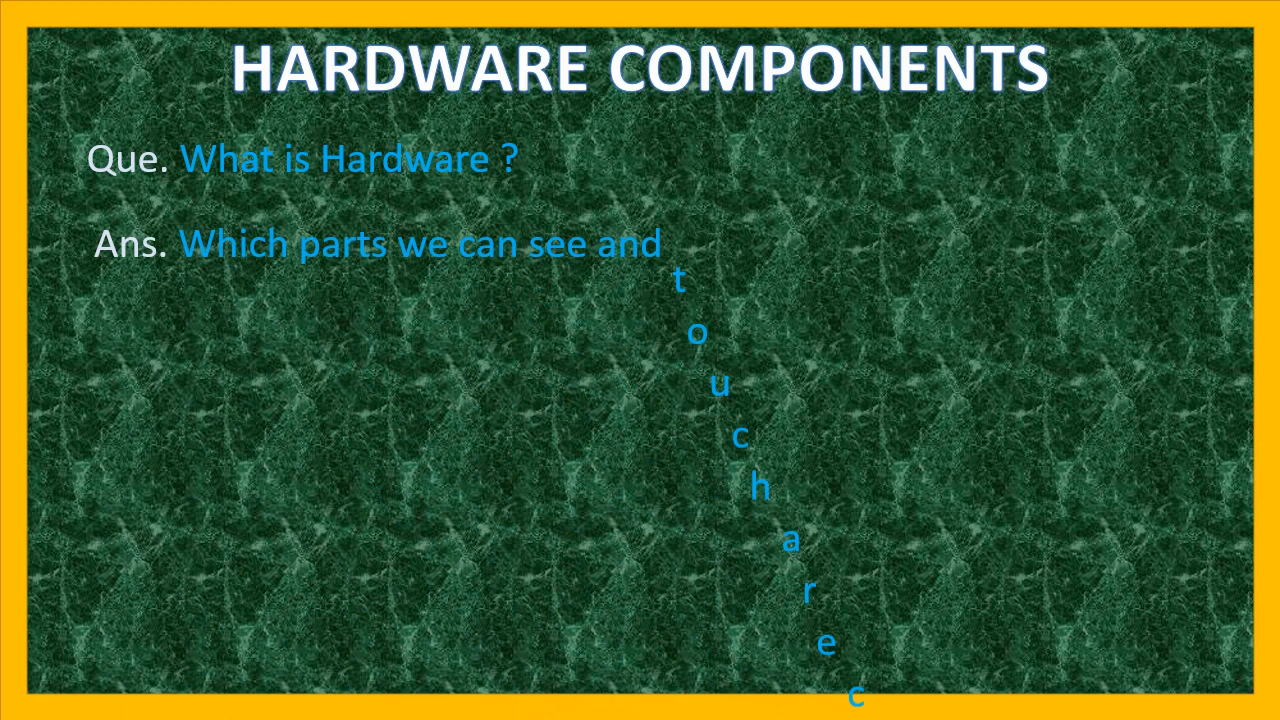 HARDWARE COMPONENTS
Que. What is Hardware ?
Ans. Which parts we can see and
t
o
u
c
h
a
r
e
c